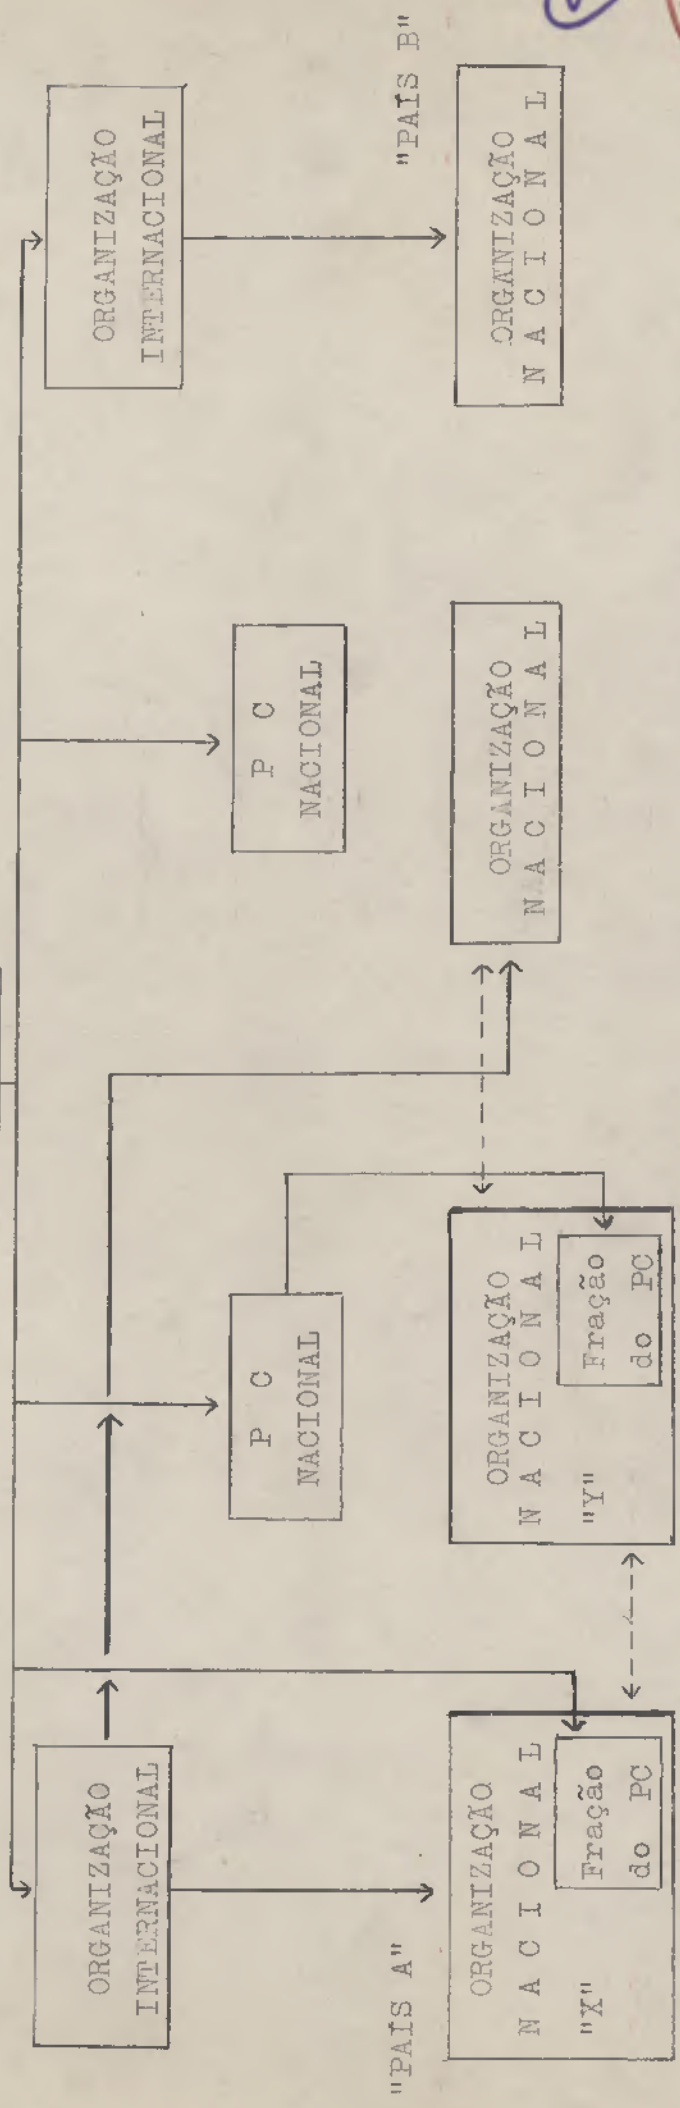 ORGANIZAÇÃO
INTERNACIONAL
ORGANIZAÇÃO
INTERNACIONAL
P C
NACIONAL
P C
NACIONAL
"PAÍS A"
"PAÍS B"
ORGANIZAÇÃO
N A C I O N A L
"X"
Fração
do PC
ORGANIZAÇÃO
N A C I O N A L
"Y"
Fração
do PC
ORGANIZAÇÃO
N A C I O N A L
ORGANIZAÇÃO
N A C I O N A L